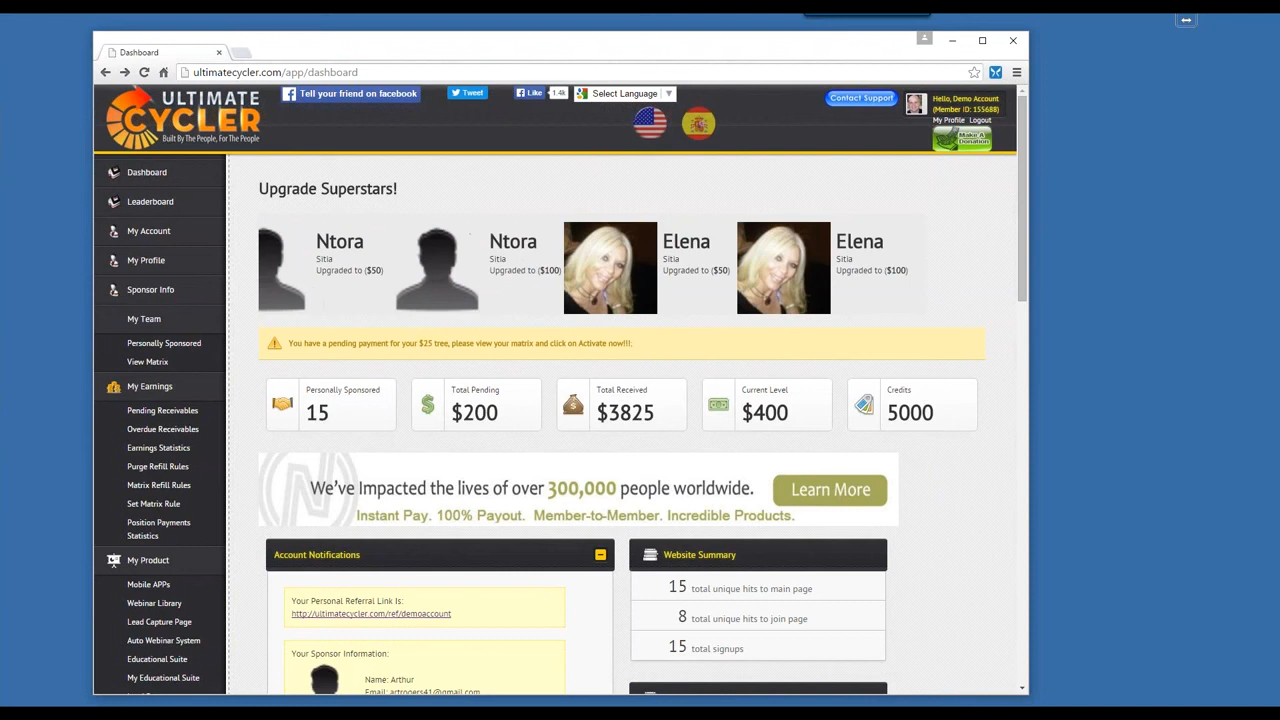 Dashboard
ultimatecycler.com/app/dashboard
ULTIMATE
CYCLER
Built By The People, For The People
Tell your friend on facebook
Tweet
Like
1.4k
Select Language
Contact Support
Hello, Demo Account
(Member ID: 155688)
My Profile Logout
Make A
Donation
Dashboard
Leaderboard
My Account
My Profile
Sponsor Info
My Team
Personally Sponsored
View Matrix
My Earnings
Pending Receivables
Overdue Receivables
Earnings Statistics
Purge Refill Rules
Matrix Refill Rules
Set Matrix Rule
Position Payments
Statistics
My Product
Mobile APPs
Webinar Library
Lead Capture Page
Auto Webinar System
Educational Suite
My Educational Suite
Upgrade Superstars!
Ntora
Sitia
Upgraded to ($50)
Ntora
Sitia
Upgraded to ($100)
Elena
Sitia
Upgraded to ($50)
Elena
Sitia
Upgraded to ($100)
You have a pending payment for your $25 tree, please view your matrix and click on Activate now!!!.
Personally Sponsored
15
Total Pending
$200
Total Received
$3825
Current Level
$400
Credits
5000
We've Impacted the lives of over 300,000 people worldwide.
Learn More
Instant Pay. 100% Payout. Member-to-Member. Incredible Products.
Account Notifications
Your Personal Referral Link Is:
http://ultimatecycler.com/ref/demoaccount
Your Sponsor Information:
Name: Arthur
Email: artrogers41@gmail.com
Website Summary
15 total unique hits to main page
8 total unique hits to join page
15 total signups